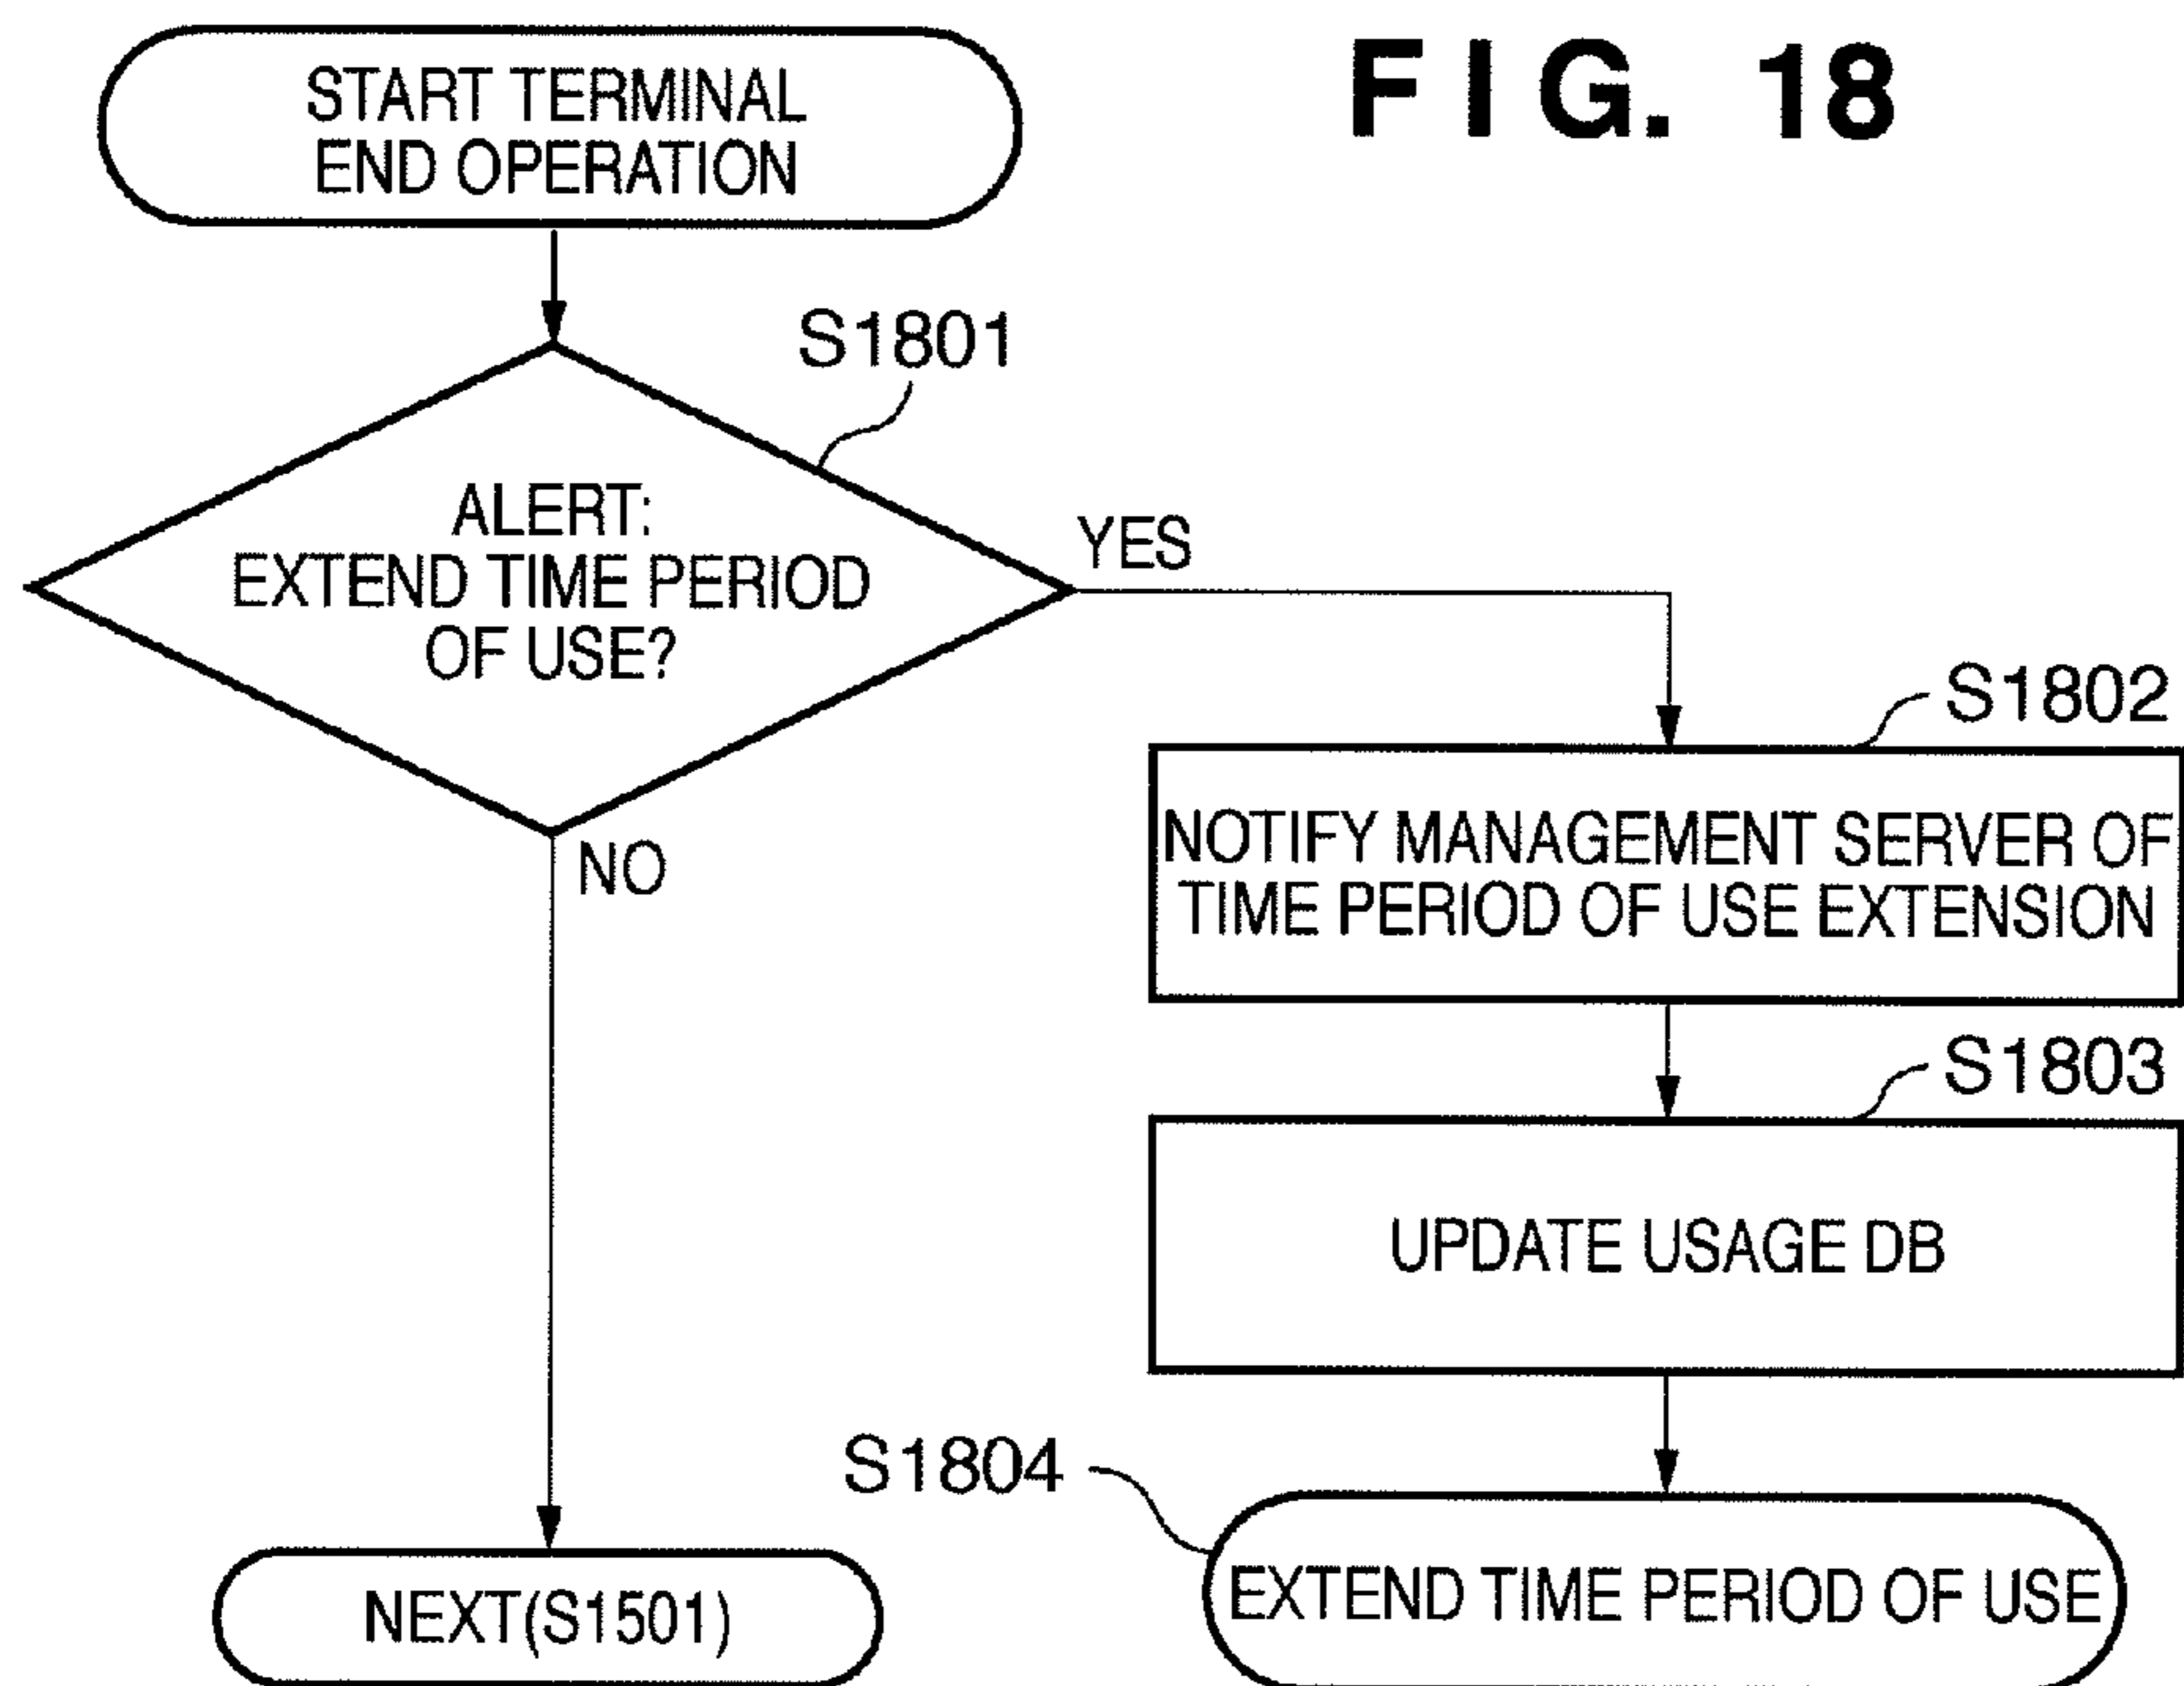 FIG. 18
START TERMINAL
END OPERATION
S1801
ALERT:
EXTEND TIME PERIOD
OF USE?
YES
NO
S1802
NOTIFY MANAGEMENT SERVER OF
TIME PERIOD OF USE EXTENSION
S1803
UPDATE USAGE DB
S1804
EXTEND TIME PERIOD OF USE
NEXT(S1501)